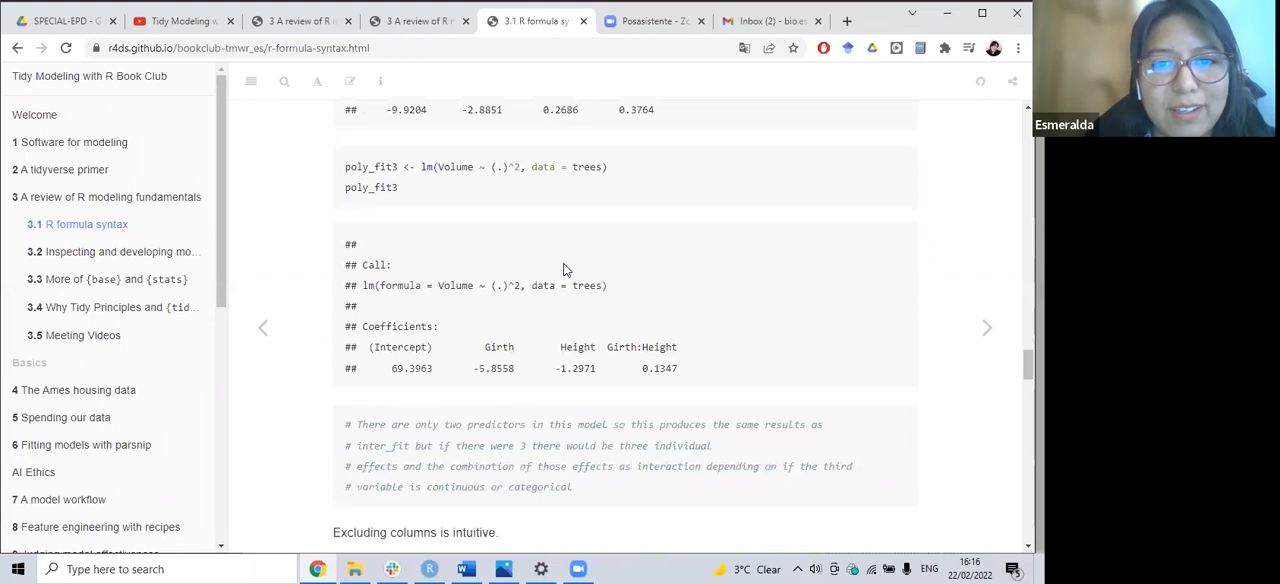 SPECIAL-EPD - G
Tidy Modeling w
3 A review of R e
3 A review of R m
3.1 R formula sy
Posasistente - Zo
Inbox (2) - bio.es
r4ds.github.io/bookclub-tmwr_es/r-formula-syntax.html
Tidy Modeling with R Book Club
Welcome
1 Software for modeling
2 A tidyverse primer
3 A review of R modeling fundamentals
3.1 R formula syntax
3.2 Inspecting and developing mo...
3.3 More of {base} and {stats}
3.4 Why Tidy Principles and {tid...
3.5 Meeting Videos
Basics
4 The Ames housing data
5 Spending our data
6 Fitting models with parsnip
AI Ethics
7 A model workflow
8 Feature engineering with recipes
9 Judging model effectiveness
## -9.9204 -2.8851 0.2686 0.3764
poly_fit3 <- lm(Volume ~ (.)^2, data = trees)
poly_fit3
##
## Call:
## lm(formula = Volume ~ (.)^2, data = trees)
##
## Coefficients:
## (Intercept) Girth Height Girth:Height
## 69.3963 -5.8558 -1.2971 0.1347
# There are only two predictors in this model so this produces the same results as
# inter_fit but if there were 3 there would be three individual
# effects and the combination of those effects as interaction depending on if the third
# variable is continuous or categorical
Excluding columns is intuitive.
Esmeralda
Type here to search
3°C Clear
ENG
16:16
22/02/2022
5